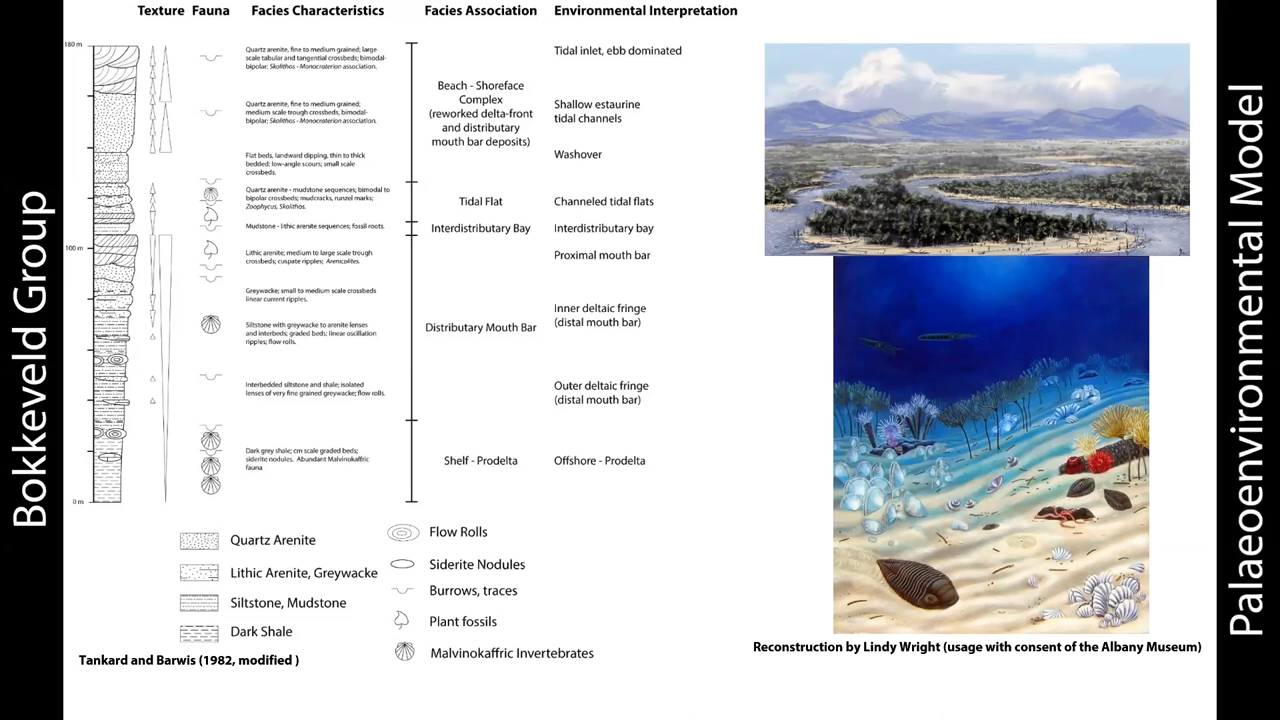 Bokkeveld Group
Texture Fauna Facies Characteristics Facies Association Environmental Interpretation
180 m
Quartz arenite, fine to medium grained; large
scale tabular and tangential crossbeds; bimodal-
bipolar; Skolithos - Monocraterion association.
Quartz arenite, fine to medium grained;
medium scale trough crossbeds, bimodal-
bipolar; Skolithos - Monocraterion association.
Flat beds, landward dipping, thin to thick
bedded; low-angle scours; small scale
crossbeds.
Quartz arenite - mudstone sequences; bimodal to
bipolar crossbeds; mudcracks, runzel marks;
Zoophycus, Skolithos.
Mudstone - lithic arenite sequences; fossil roots.
100 m
Lithic arenite; medium to large scale trough
crossbeds; cuspate ripples; Arenicolites.
Greywacke; small to medium scale crossbeds
linear current ripples.
Siltstone with greywacke to arenite lenses
and interbeds; graded beds; linear oscillation
ripples; flow rolls.
Interbedded siltstone and shale; isolated
lenses of very fine grained greywacke; flow rolls.
Dark grey shale; cm scale graded beds;
siderite nodules. Abundant Malvinokaffric
fauna
0 m
Beach - Shoreface
Complex
(reworked delta-front
and distributary
mouth bar deposits)
Tidal Flat
Interdistributary Bay
Distributary Mouth Bar
Shelf - Prodelta
Tidal inlet, ebb dominated
Shallow estaurine
tidal channels
Washover
Channeled tidal flats
Interdistributary bay
Proximal mouth bar
Inner deltaic fringe
(distal mouth bar)
Outer deltaic fringe
(distal mouth bar)
Offshore - Prodelta
Quartz Arenite
Lithic Arenite, Greywacke
Siltstone, Mudstone
Dark Shale
Flow Rolls
Siderite Nodules
Burrows, traces
Plant fossils
Malvinokaffric Invertebrates
Tankard and Barwis (1982, modified )
Reconstruction by Lindy Wright (usage with consent of the Albany Museum)
Palaeoenvironmental Model